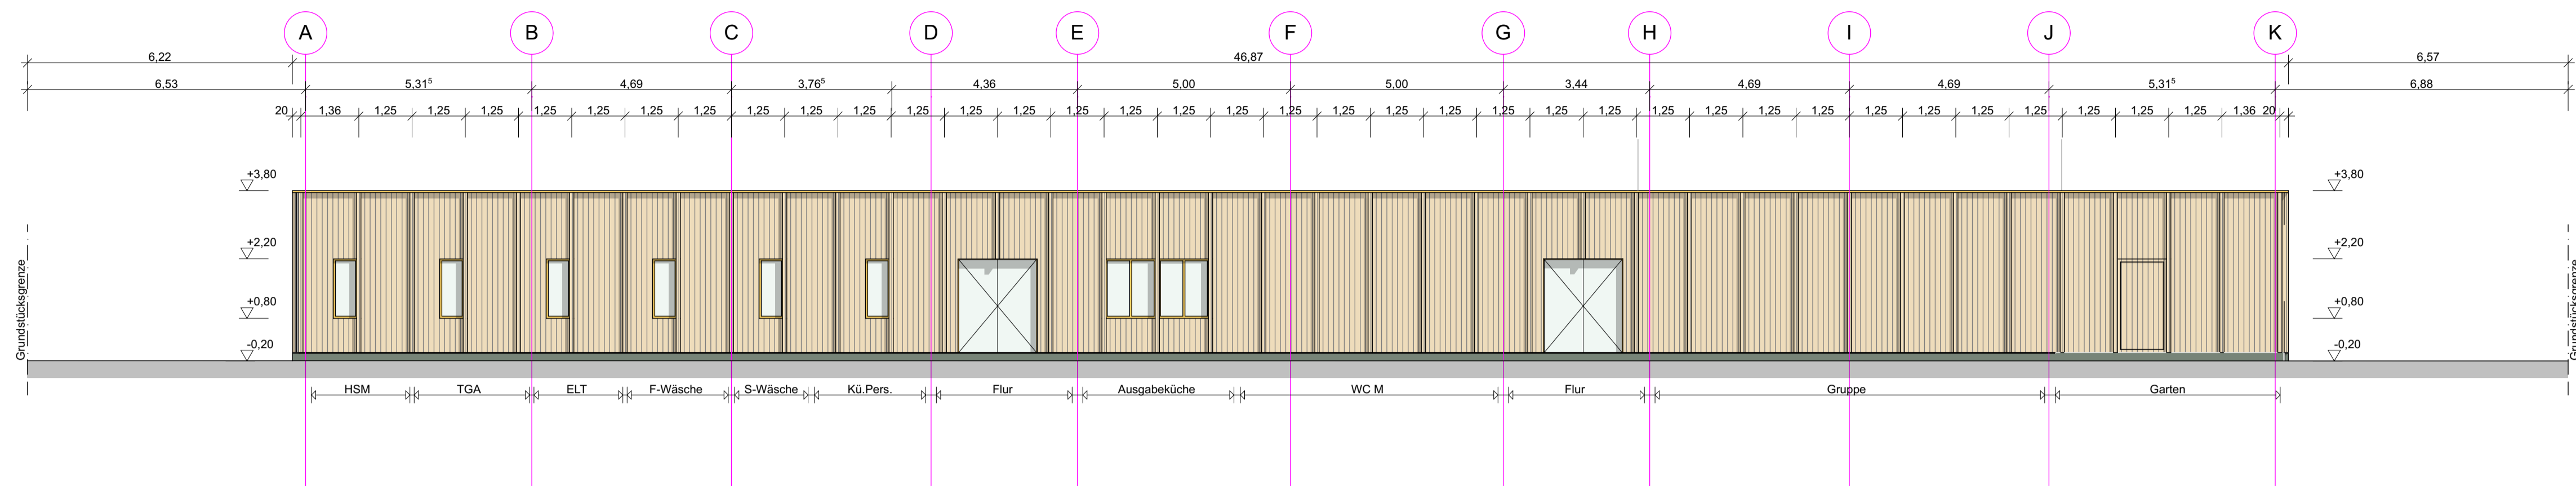 A B C D E F G H I J K
6,22 46,87 6,57
6,53 5,31⁵ 4,69 3,76⁵ 4,36 5,00 5,00 3,44 4,69 4,69 5,31⁵ 6,88
20 1,36 1,25 1,25 1,25 1,25 1,25 1,25 1,25 1,25 1,25 1,25 1,25 1,25 1,25 1,25 1,25 1,25 1,25 1,25 1,25 1,25 1,25 1,25 1,25 1,25 1,25 1,25 1,25 1,25 1,25 1,25 1,25 1,25 1,25 1,25 1,25 1,36 20
+3,80 +3,80
+2,20 +2,20
+0,80 +0,80
-0,20 -0,20
Grundstücksgrenze
Grundstücksgrenze
HSM TGA ELT F-Wäsche S-Wäsche Kü.Pers. Flur Ausgabeküche WC M Flur Gruppe Garten